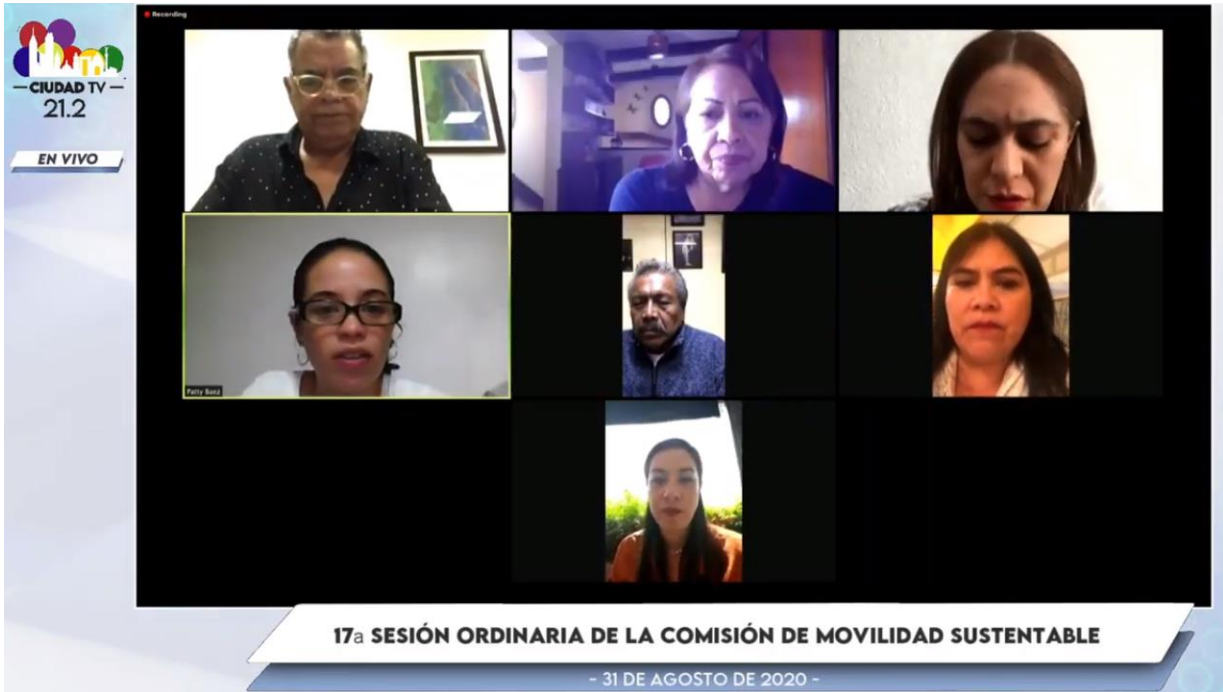 Recording
CIUDAD TV
21.2
EN VIVO
Patty Baez
17a SESIÓN ORDINARIA DE LA COMISIÓN DE MOVILIDAD SUSTENTABLE
- 31 DE AGOSTO DE 2020 -